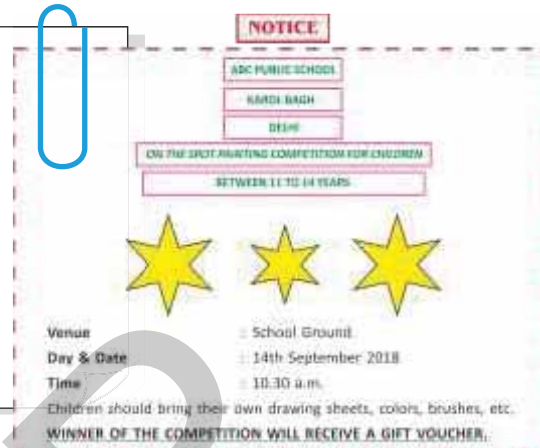 NOTICE
ABC PUBLIC SCHOOL
KAROL BAGH
DELHI
ON THE SPOT PAINTING COMPETITION FOR CHILDREN
BETWEEN 11 TO 14 YEARS
Venue : School Ground
Day & Date : 14th September 2018
Time : 10.30 a.m.
Children should bring their own drawing sheets, colors, brushes, etc.
WINNER OF THE COMPETITION WILL RECEIVE A GIFT VOUCHER.